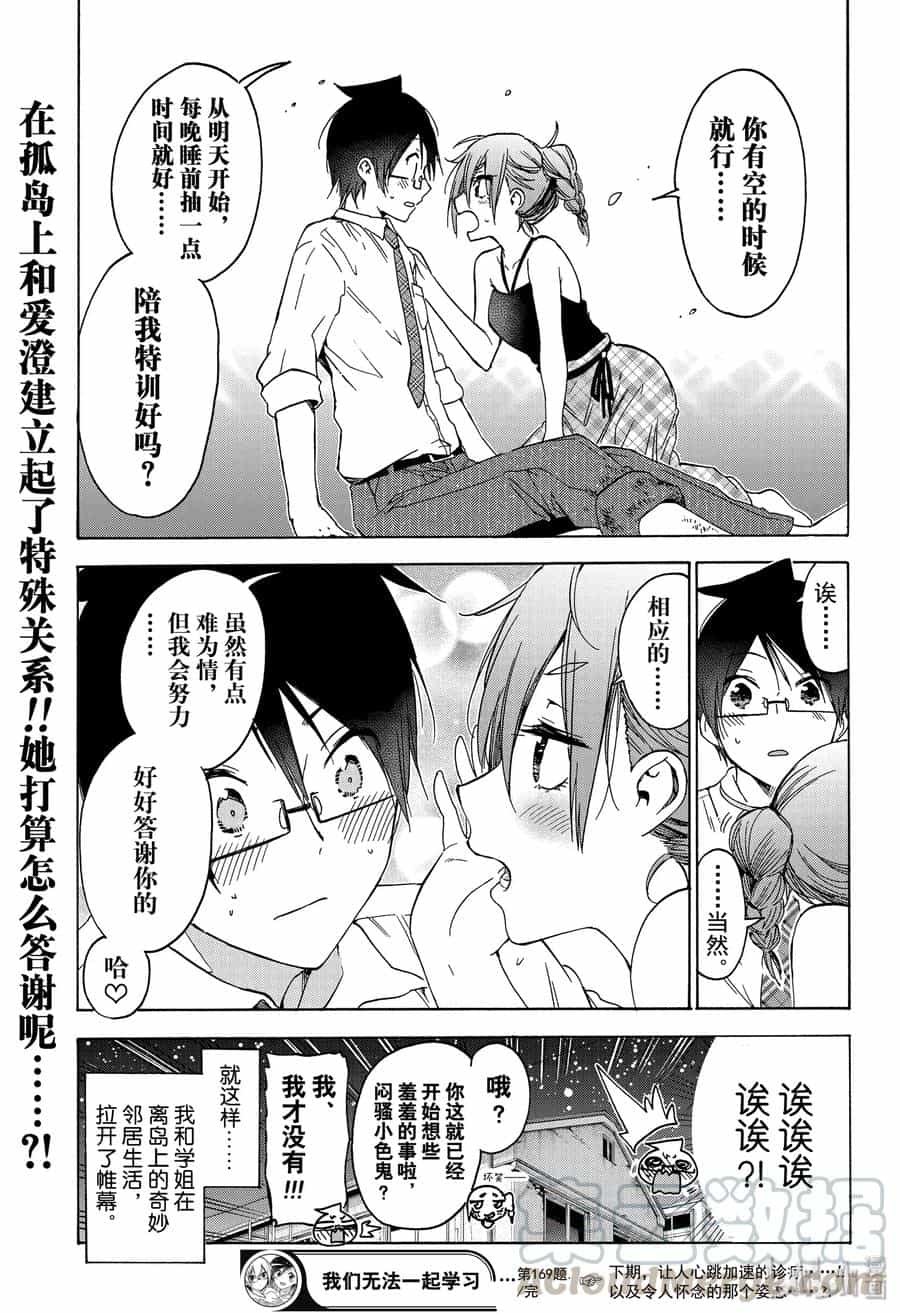 你有空的时候
就行……
从明天开始，
每晚睡前抽一点
时间就好……
陪我特训好吗？
诶…
……当然。
相应的……
虽然有点
难为情，
但我会努力
……
好好答谢你的
哈♡
诶诶诶
诶诶?!
哦？
你这就已经
开始想些
羞羞的事啦，
闷骚小色鬼？
坏笑
我、
我才没有!!!
就这样……
我和学姐在
离岛上的奇妙
邻居生活，
拉开了帷幕。
在孤岛上和爱澄建立起了特殊关系!!她打算怎么答谢呢……?!
我们无法一起学习
…第169题.
/完
下期，让人心跳加速的诊疗……！
以及令人怀念的那个姿态……?!